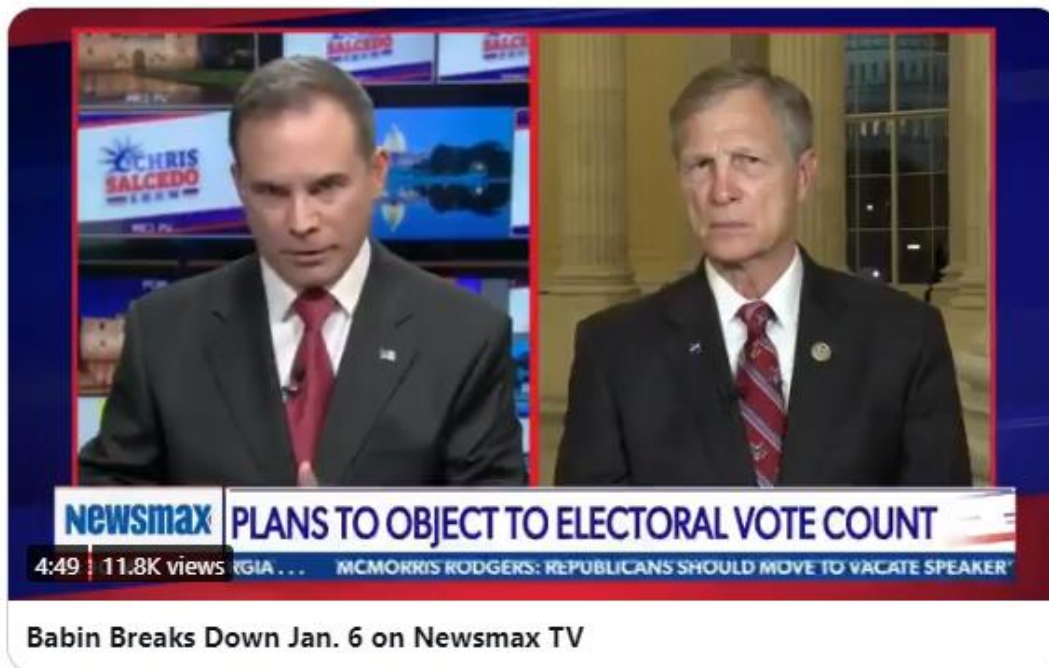 SALCEDO
SALCEDO
CHRIS
SALCEDO
SHOW
Newsmax
PLANS TO OBJECT TO ELECTORAL VOTE COUNT
4:49
11.8K views
RGIA . . . MCMORRIS RODGERS: REPUBLICANS SHOULD MOVE TO VACATE SPEAKER'
Babin Breaks Down Jan. 6 on Newsmax TV